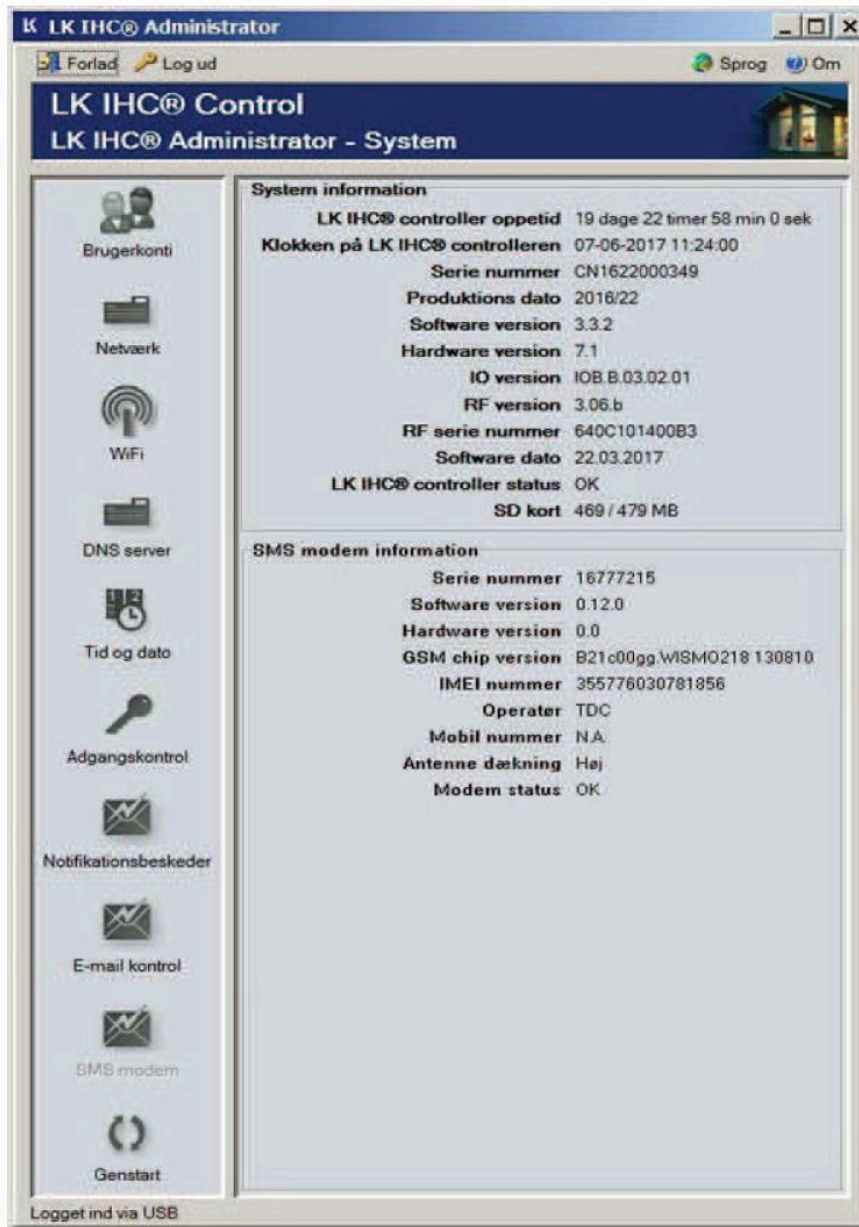 LK IHC® Administrator
Forlad Log ud Sprog Om
LK IHC® Control
LK IHC® Administrator - System
Brugerkonti
Netværk
WiFi
DNS server
Tid og dato
Adgangskontrol
Notifikationsbeskeder
E-mail kontrol
SMS modem
Genstart
System information
LK IHC® controller oppetid 19 dage 22 timer 58 min 0 sek
Klokken på LK IHC® controlleren 07-06-2017 11:24:00
Serie nummer CN1622000349
Produktions dato 2016/22
Software version 3.3.2
Hardware version 7.1
IO version IOB.B.03.02.01
RF version 3.06.b
RF serie nummer 640C101400B3
Software dato 22.03.2017
LK IHC® controller status OK
SD kort 469 / 479 MB
SMS modem information
Serie nummer 16777215
Software version 0.12.0
Hardware version 0.0
GSM chip version B21c00gg.WISMO218 130810
IMEI nummer 355776030781856
Operatør TDC
Mobil nummer N.A.
Antenne dækning Høj
Modem status OK
Logget ind via USB